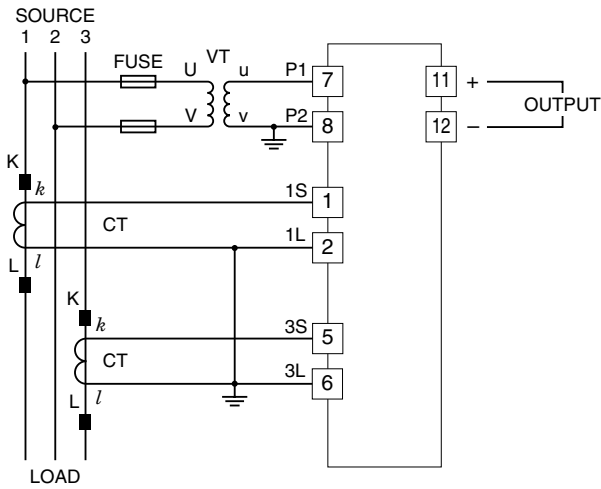 SOURCE
1 2 3
FUSE
U VT u P1 7 11 +
OUTPUT
V v P2 8 12 −
K
k
1S 1
CT
1L 2
L l
K
k
3S 5
CT
3L 6
L l
LOAD